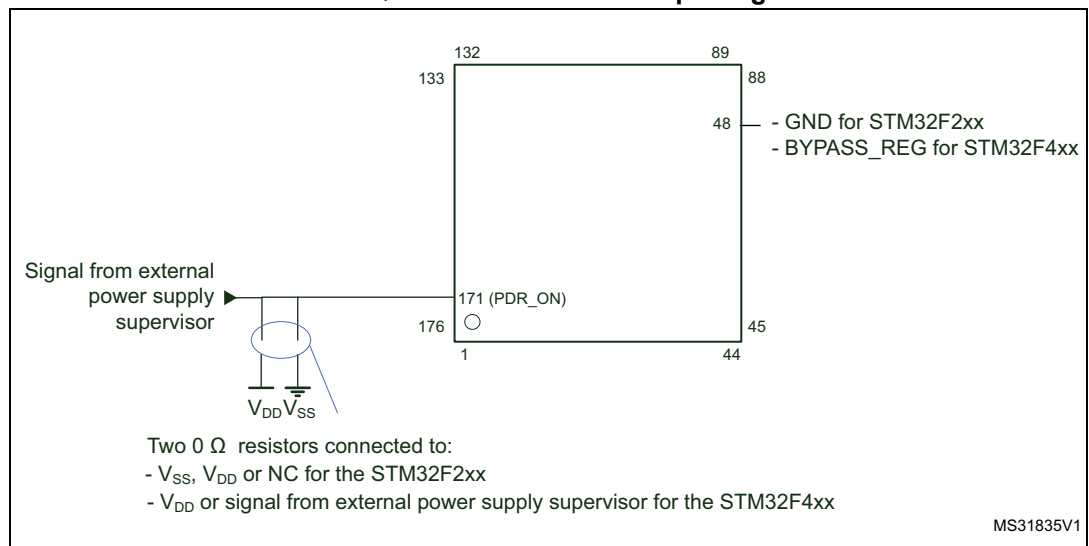 132
89
133
88
48
- GND for STM32F2xx
- BYPASS_REG for STM32F4xx
Signal from external
power supply
supervisor
171 (PDR_ON)
176
45
1
44
VDD VSS
Two 0 Ω resistors connected to:
- VSS, VDD or NC for the STM32F2xx
- VDD or signal from external power supply supervisor for the STM32F4xx
MS31835V1